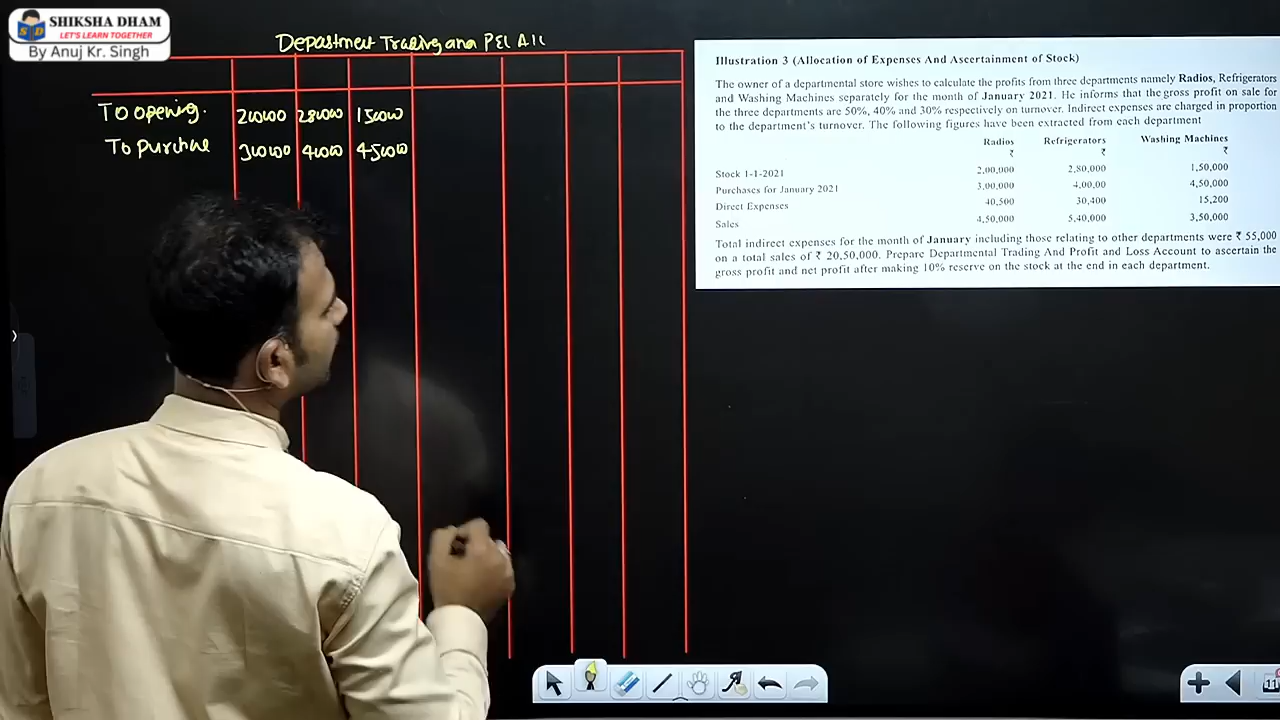 SHIKSHA DHAM
LET'S LEARN TOGETHER
By Anuj Kr. Singh
Department Trading and P&L A/c
To opening. 200000 280000 150000
To purchase 300000 40000 450000
Illustration 3 (Allocation of Expenses And Ascertainment of Stock)
The owner of a departmental store wishes to calculate the profits from three departments namely Radios, Refrigerators
and Washing Machines separately for the month of January 2021. He informs that the gross profit on sale for
the three departments are 50%, 40% and 30% respectively on turnover. Indirect expenses are charged in proportion
to the department's turnover. The following figures have been extracted from each department
Radios Refrigerators Washing Machines
₹ ₹ ₹
Stock 1-1-2021 2,00,000 2,80,000 1,50,000
Purchases for January 2021 3,00,000 4,00,00 4,50,000
Direct Expenses 40,500 30,400 15,200
Sales 4,50,000 5,40,000 3,50,000
Total indirect expenses for the month of January including those relating to other departments were ₹ 55,000
on a total sales of ₹ 20,50,000. Prepare Departmental Trading And Profit and Loss Account to ascertain the
gross profit and net profit after making 10% reserve on the stock at the end in each department.